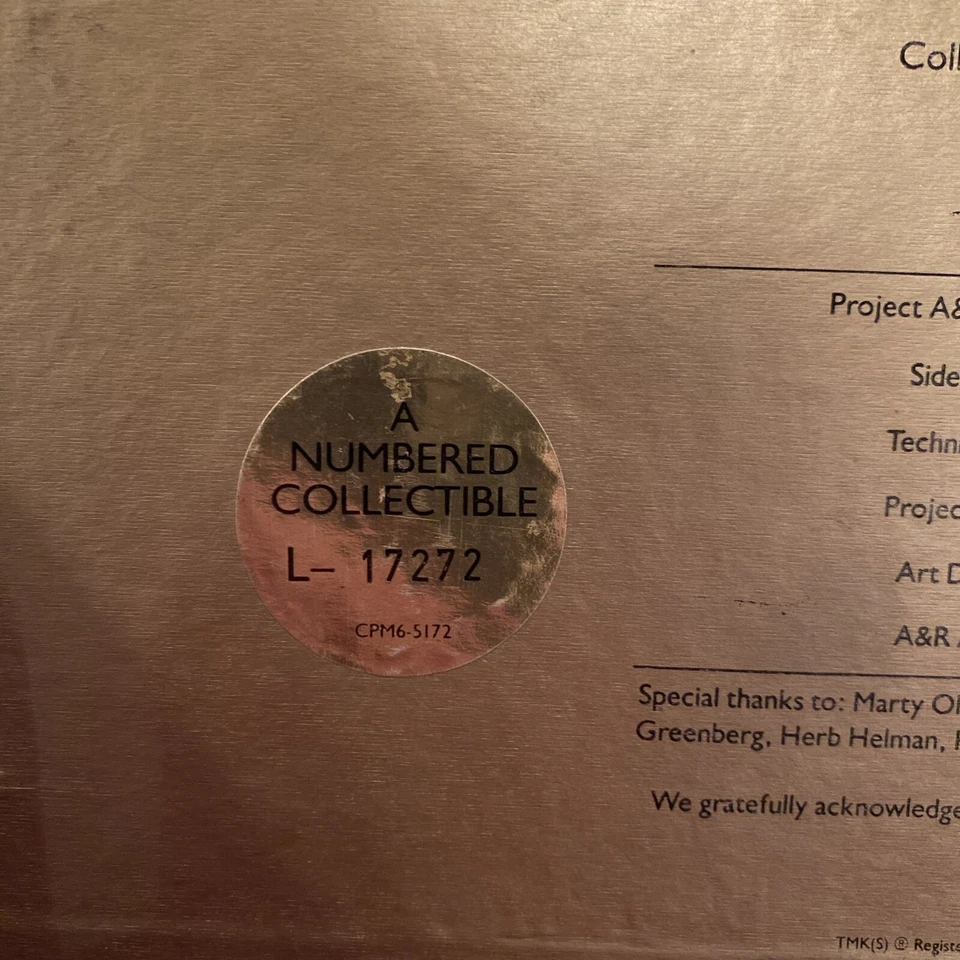 Coll
Project A&
Side
Techn
Projec
Art D
A&R
A
NUMBERED
COLLECTIBLE
L– 17272
CPM6-5172
Special thanks to: Marty Ol
Greenberg, Herb Helman,
We gratefully acknowledge
TMK(S) ® Registe